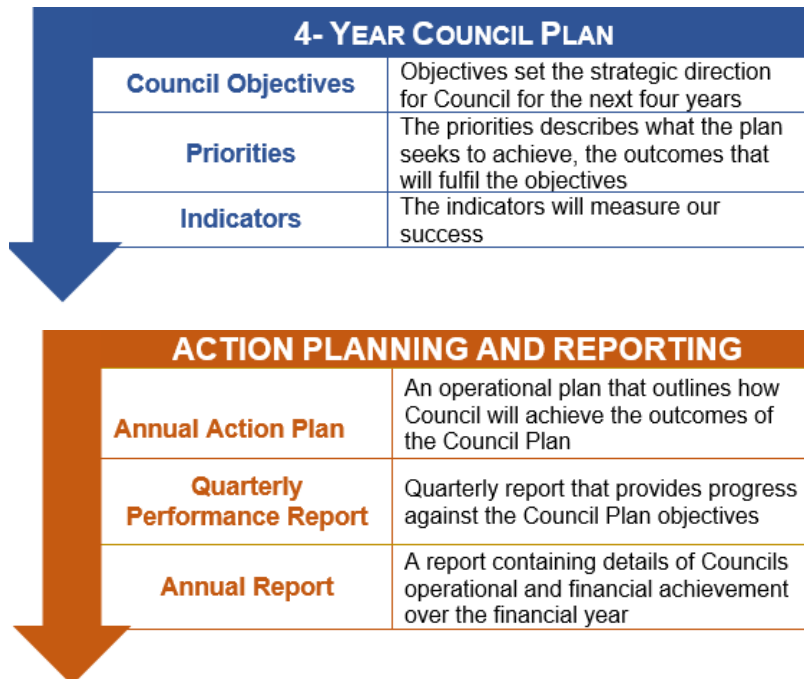 4- YEAR COUNCIL PLAN
Council Objectives
Objectives set the strategic direction
for Council for the next four years
Priorities
The priorities describes what the plan
seeks to achieve, the outcomes that
will fulfil the objectives
Indicators
The indicators will measure our
success
ACTION PLANNING AND REPORTING
Annual Action Plan
An operational plan that outlines how
Council will achieve the outcomes of
the Council Plan
Quarterly
Performance Report
Quarterly report that provides progress
against the Council Plan objectives
Annual Report
A report containing details of Councils
operational and financial achievement
over the financial year